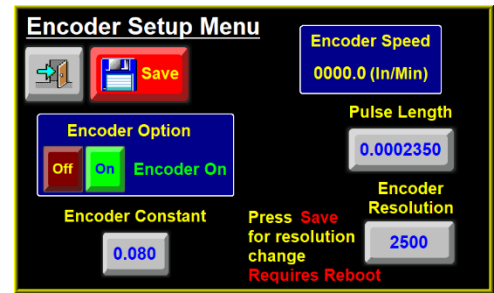 Encoder Setup Menu
Save
Encoder Speed
0000.0 (In/Min)
Encoder Option
Off On Encoder On
Pulse Length
0.0002350
Encoder Constant
0.080
Press Save
for resolution
change
Requires Reboot
Encoder
Resolution
2500